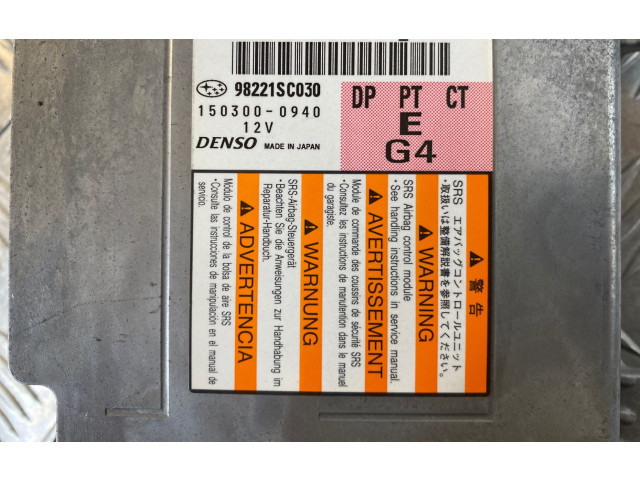 98221SC030
150300-0940
12V
DENSO MADE IN JAPAN
DP PT CT
E
G4
警告
SRS エアバッグコントロールユニット
・取扱いは整備解説書を参照してください。
WARNING
SRS Airbag control module
・See handling instructions in service manual.
AVERTISSEMENT
Module de commande des coussins de sécurité SRS
・Consultez les instructions de manutention dans le manuel
du garagiste.
WARNUNG
SRS-Airbag-Steuergerät
・Beachten Sie die Anweisungen zur Handhabung im
Reparatur-Handbuch.
ADVERTENCIA
Módulo de control de la bolsa de aire SRS
・Consulte las instrucciones de manipulación en el manual de
servicio.